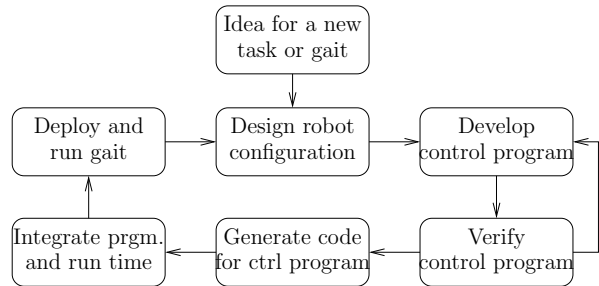 Idea for a new
task or gait
Deploy and
run gait
Design robot
configuration
Develop
control program
Integrate prgm.
and run time
Generate code
for ctrl program
Verify
control program